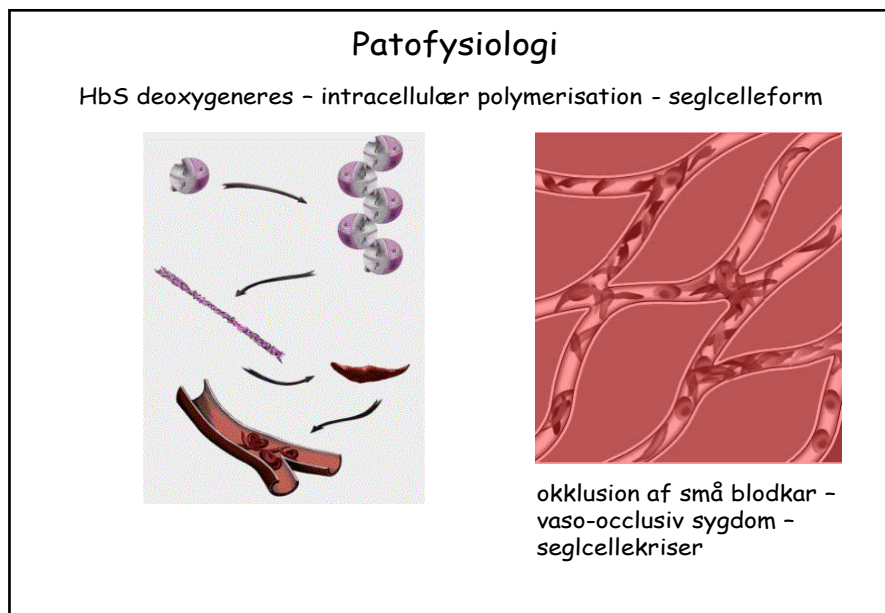 Patofysiologi
HbS deoxygeneres – intracellulær polymerisation - seglcelleform
okklusion af små blodkar –
vaso-occlusiv sygdom –
seglcellekriser